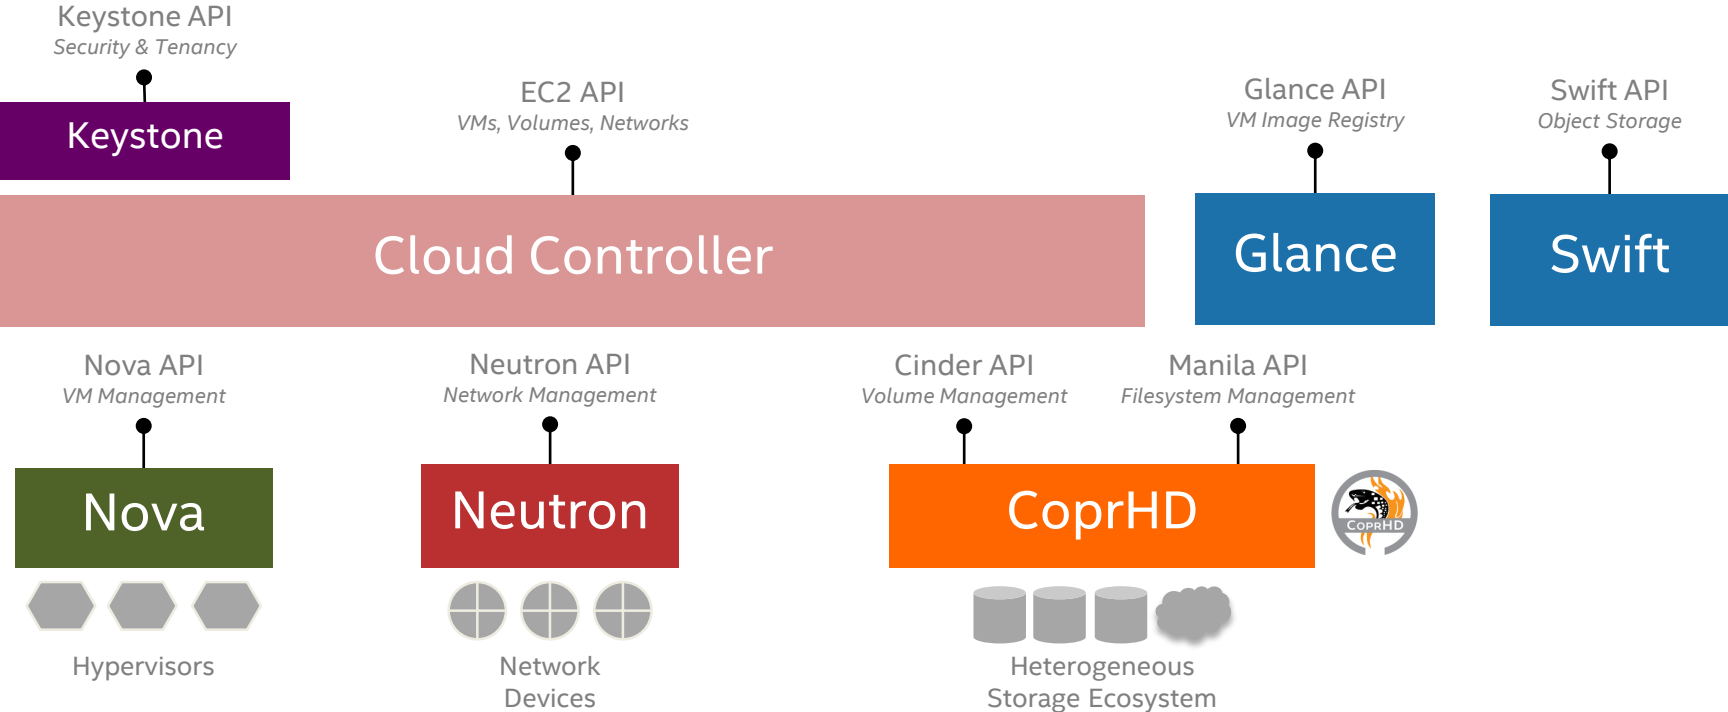 Keystone API
Security & Tenancy
Keystone
EC2 API
VMs, Volumes, Networks
Glance API
VM Image Registry
Swift API
Object Storage
Cloud Controller
Glance
Swift
Nova API
VM Management
Neutron API
Network Management
Cinder API
Volume Management
Manila API
Filesystem Management
Nova
Neutron
CoprHD
COPRHD
Hypervisors
Network
Devices
Heterogeneous
Storage Ecosystem